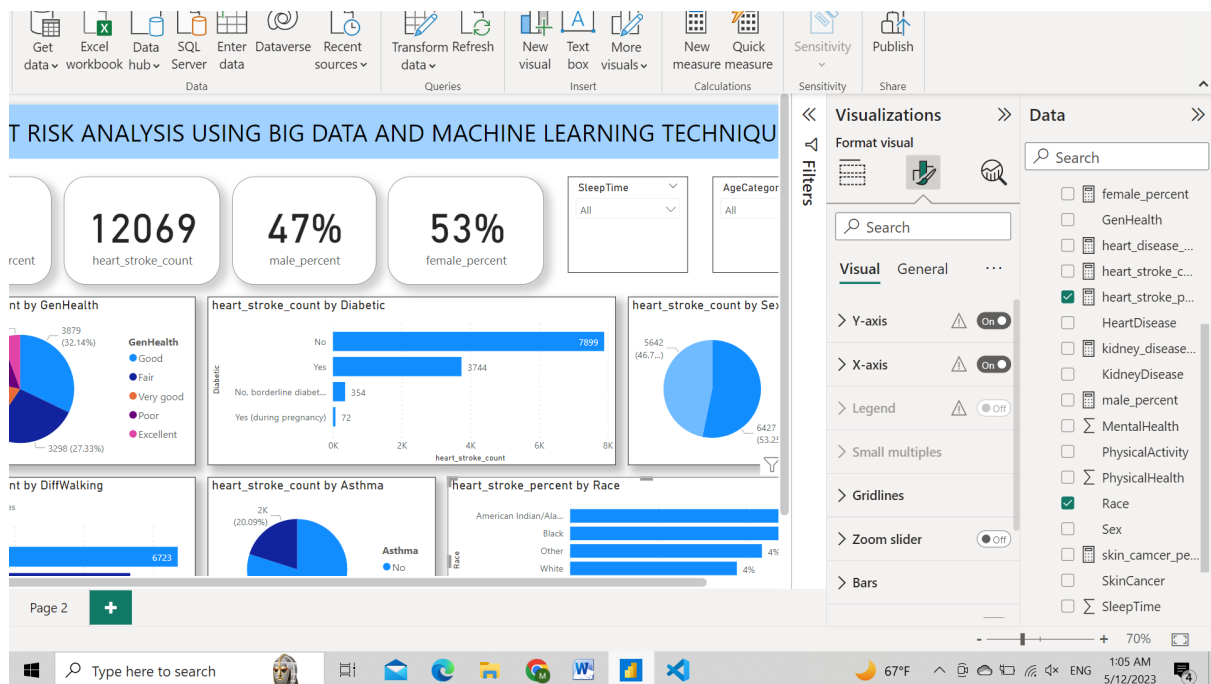 Get data
Excel workbook
Data hub
SQL Server
Enter data
Dataverse
Recent sources
Transform data
Refresh
New visual
Text box
More visuals
New measure
Quick measure
Sensitivity
Publish
Data
Queries
Insert
Calculations
Sensitivity
Share
T RISK ANALYSIS USING BIG DATA AND MACHINE LEARNING TECHNIQU
rcent
12069
heart_stroke_count
47%
male_percent
53%
female_percent
SleepTime
All
AgeCategor
All
nt by GenHealth
3879
(32.14%)
3298 (27.33%)
GenHealth
Good
Fair
Very good
Poor
Excellent
heart_stroke_count by Diabetic
Diabetic
No
7899
Yes
3744
No, borderline diabet...
354
Yes (during pregnancy)
72
0K 2K 4K 6K 8K
heart_stroke_count
heart_stroke_count by Sex
5642
(46.7...)
6427
(53.25
nt by DiffWalking
es
6723
heart_stroke_count by Asthma
2K
(20.09%)
Asthma
No
heart_stroke_percent by Race
Race
American Indian/Ala...
Black
Other
4%
White
4%
Page 2
+
Filters
Visualizations
Format visual
Search
Visual General ...
Y-axis On
X-axis On
Legend Off
Small multiples
Gridlines
Zoom slider Off
Bars
Data
Search
female_percent
GenHealth
heart_disease_...
heart_stroke_c...
heart_stroke_p...
HeartDisease
kidney_disease...
KidneyDisease
male_percent
MentalHealth
PhysicalActivity
PhysicalHealth
Race
Sex
skin_camcer_pe...
SkinCancer
SleepTime
- + 70%
Type here to search
67°F
ENG
1:05 AM
5/12/2023
4